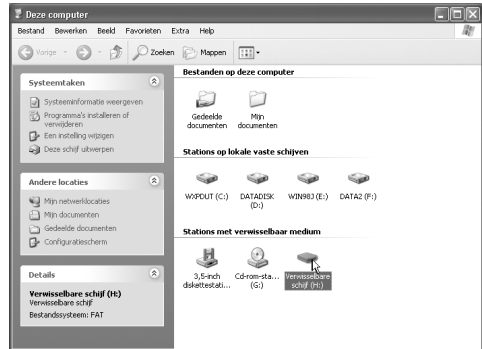 Deze computer
Bestand Bewerken Beeld Favorieten Extra Help
Vorige Zoeken Mappen
Systeemtaken
Systeeminformatie weergeven
Programma's installeren of
verwijderen
Een instelling wijzigen
Deze schijf uitwerpen
Andere locaties
Mijn netwerklocaties
Mijn documenten
Gedeelde documenten
Configuratiescherm
Details
Verwisselbare schijf (H:)
Verwisselbare schijf
Bestandssysteem: FAT
Bestanden op deze computer
Gedeelde Mijn
documenten documenten
Stations op lokale vaste schijven
WXPDUT (C:) DATADISK WIN98J (E:) DATA2 (F:)
(D:)
Stations met verwisselbaar medium
3,5-inch Cd-rom-sta... Verwisselbare
diskettestati... (G:) schijf (H:)